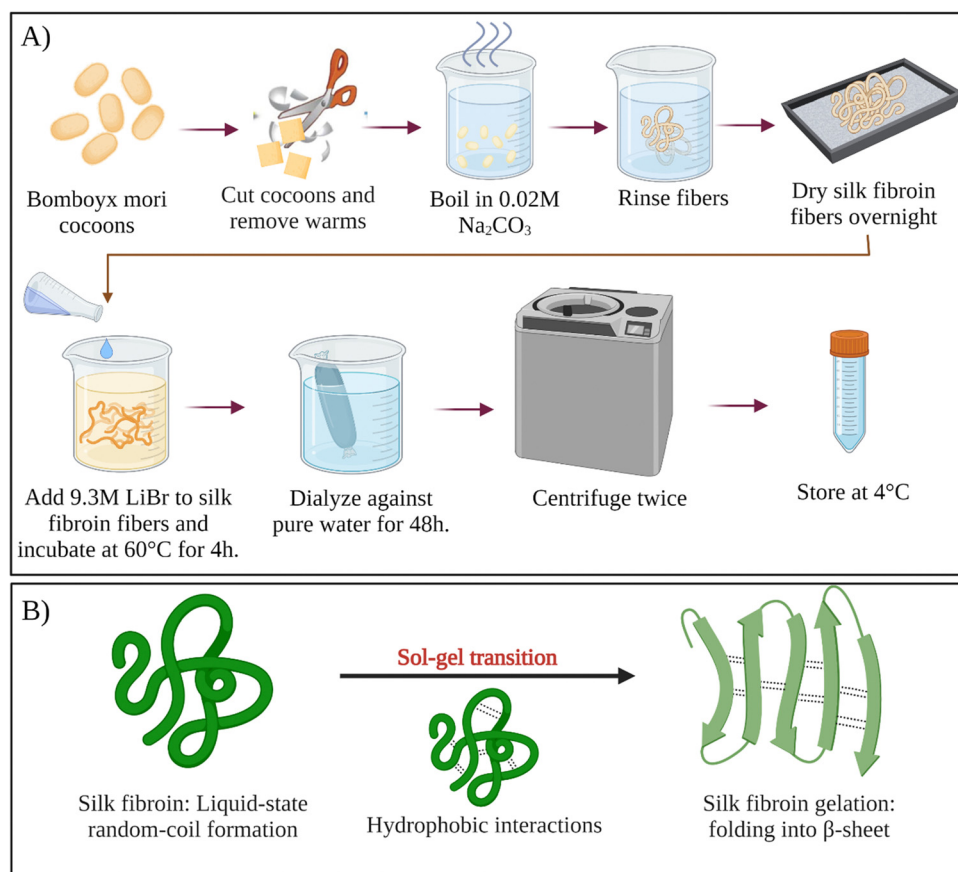 A)
Bomboyx mori
cocoons
Cut cocoons and
remove warms
Boil in 0.02M
Na₂CO₃
Rinse fibers
Dry silk fibroin
fibers overnight
Add 9.3M LiBr to silk
fibroin fibers and
incubate at 60°C for 4h.
Dialyze against
pure water for 48h.
Centrifuge twice
Store at 4°C
B)
Sol-gel transition
Silk fibroin: Liquid-state
random-coil formation
Hydrophobic interactions
Silk fibroin gelation:
folding into β-sheet